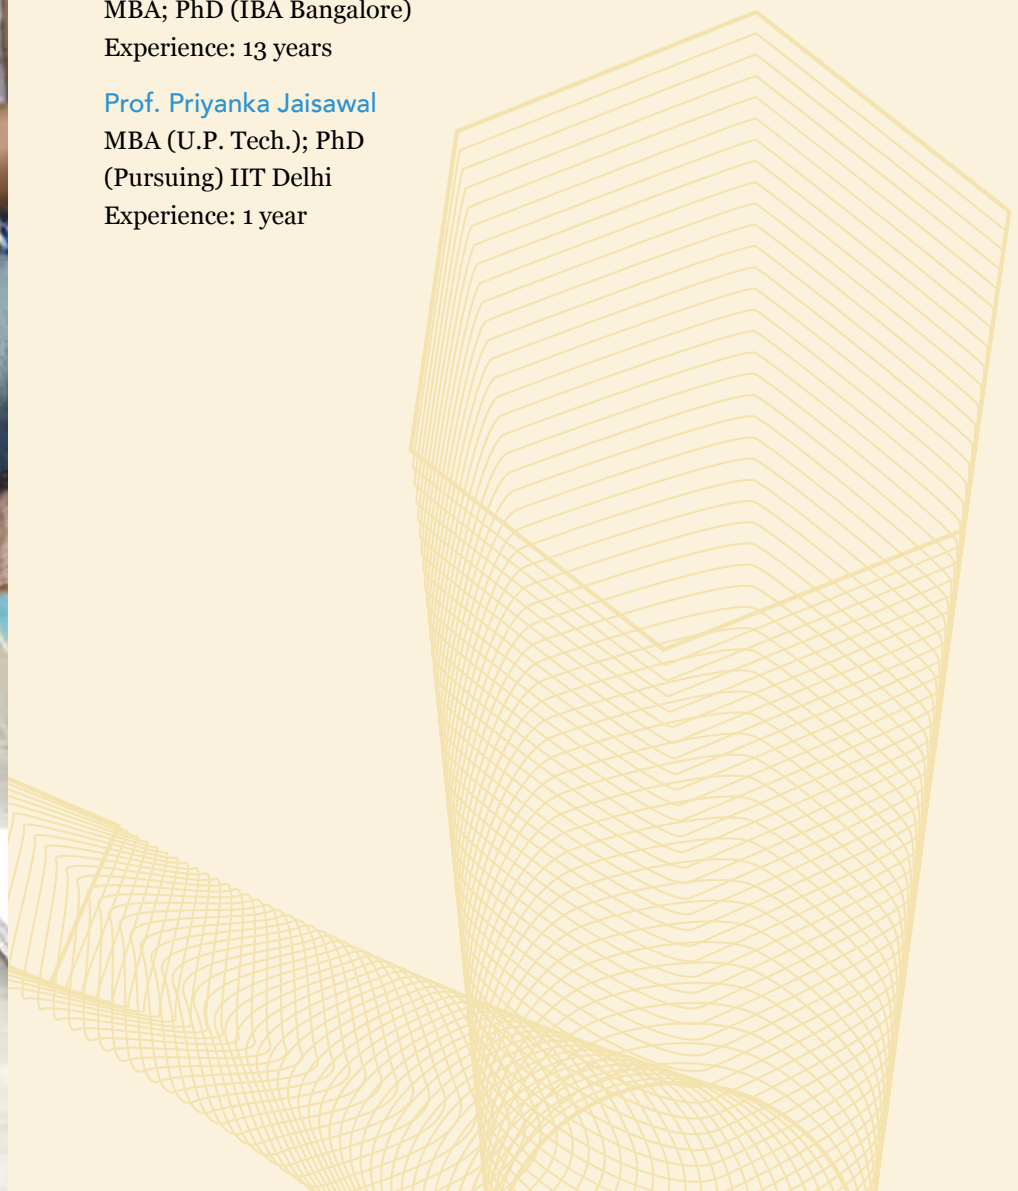 MBA; PhD (IBA Bangalore)
Experience: 13 years
Prof. Priyanka Jaisawal
MBA (U.P. Tech.); PhD
(Pursuing) IIT Delhi
Experience: 1 year